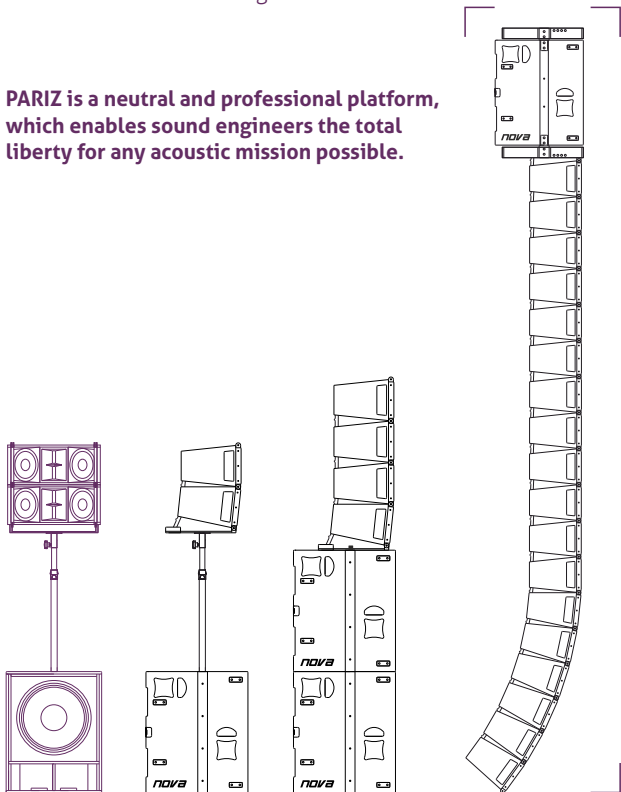 PARIZ is a neutral and professional platform,
which enables sound engineers the total
liberty for any acoustic mission possible.
nova
nova
nova
nova